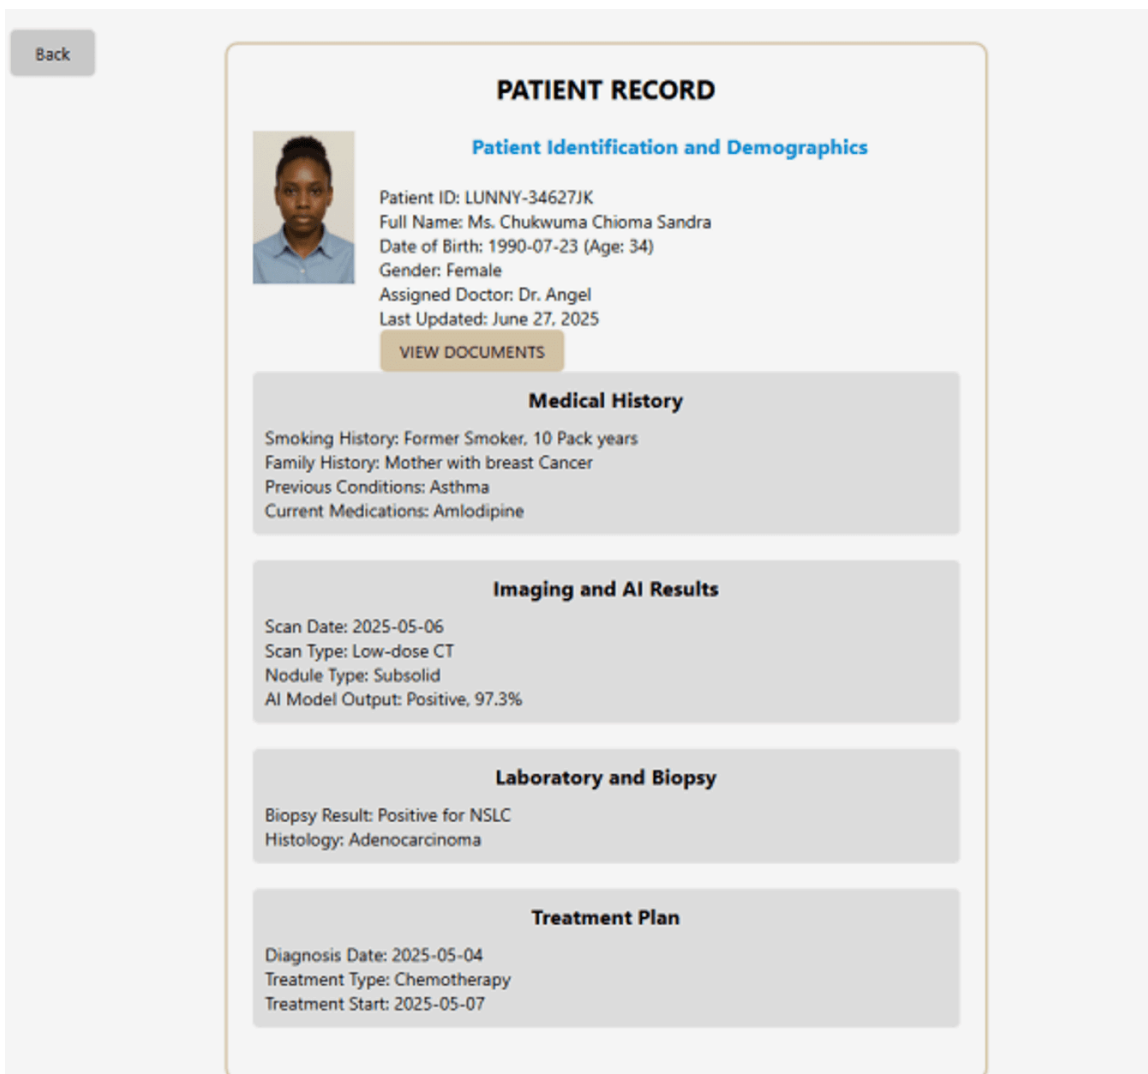 Back
PATIENT RECORD
Patient Identification and Demographics
Patient ID: LUNNY-34627JK
Full Name: Ms. Chukwuma Chioma Sandra
Date of Birth: 1990-07-23 (Age: 34)
Gender: Female
Assigned Doctor: Dr. Angel
Last Updated: June 27, 2025
VIEW DOCUMENTS
Medical History
Smoking History: Former Smoker, 10 Pack years
Family History: Mother with breast Cancer
Previous Conditions: Asthma
Current Medications: Amlodipine
Imaging and AI Results
Scan Date: 2025-05-06
Scan Type: Low-dose CT
Nodule Type: Subsolid
AI Model Output: Positive, 97.3%
Laboratory and Biopsy
Biopsy Result: Positive for NSLC
Histology: Adenocarcinoma
Treatment Plan
Diagnosis Date: 2025-05-04
Treatment Type: Chemotherapy
Treatment Start: 2025-05-07